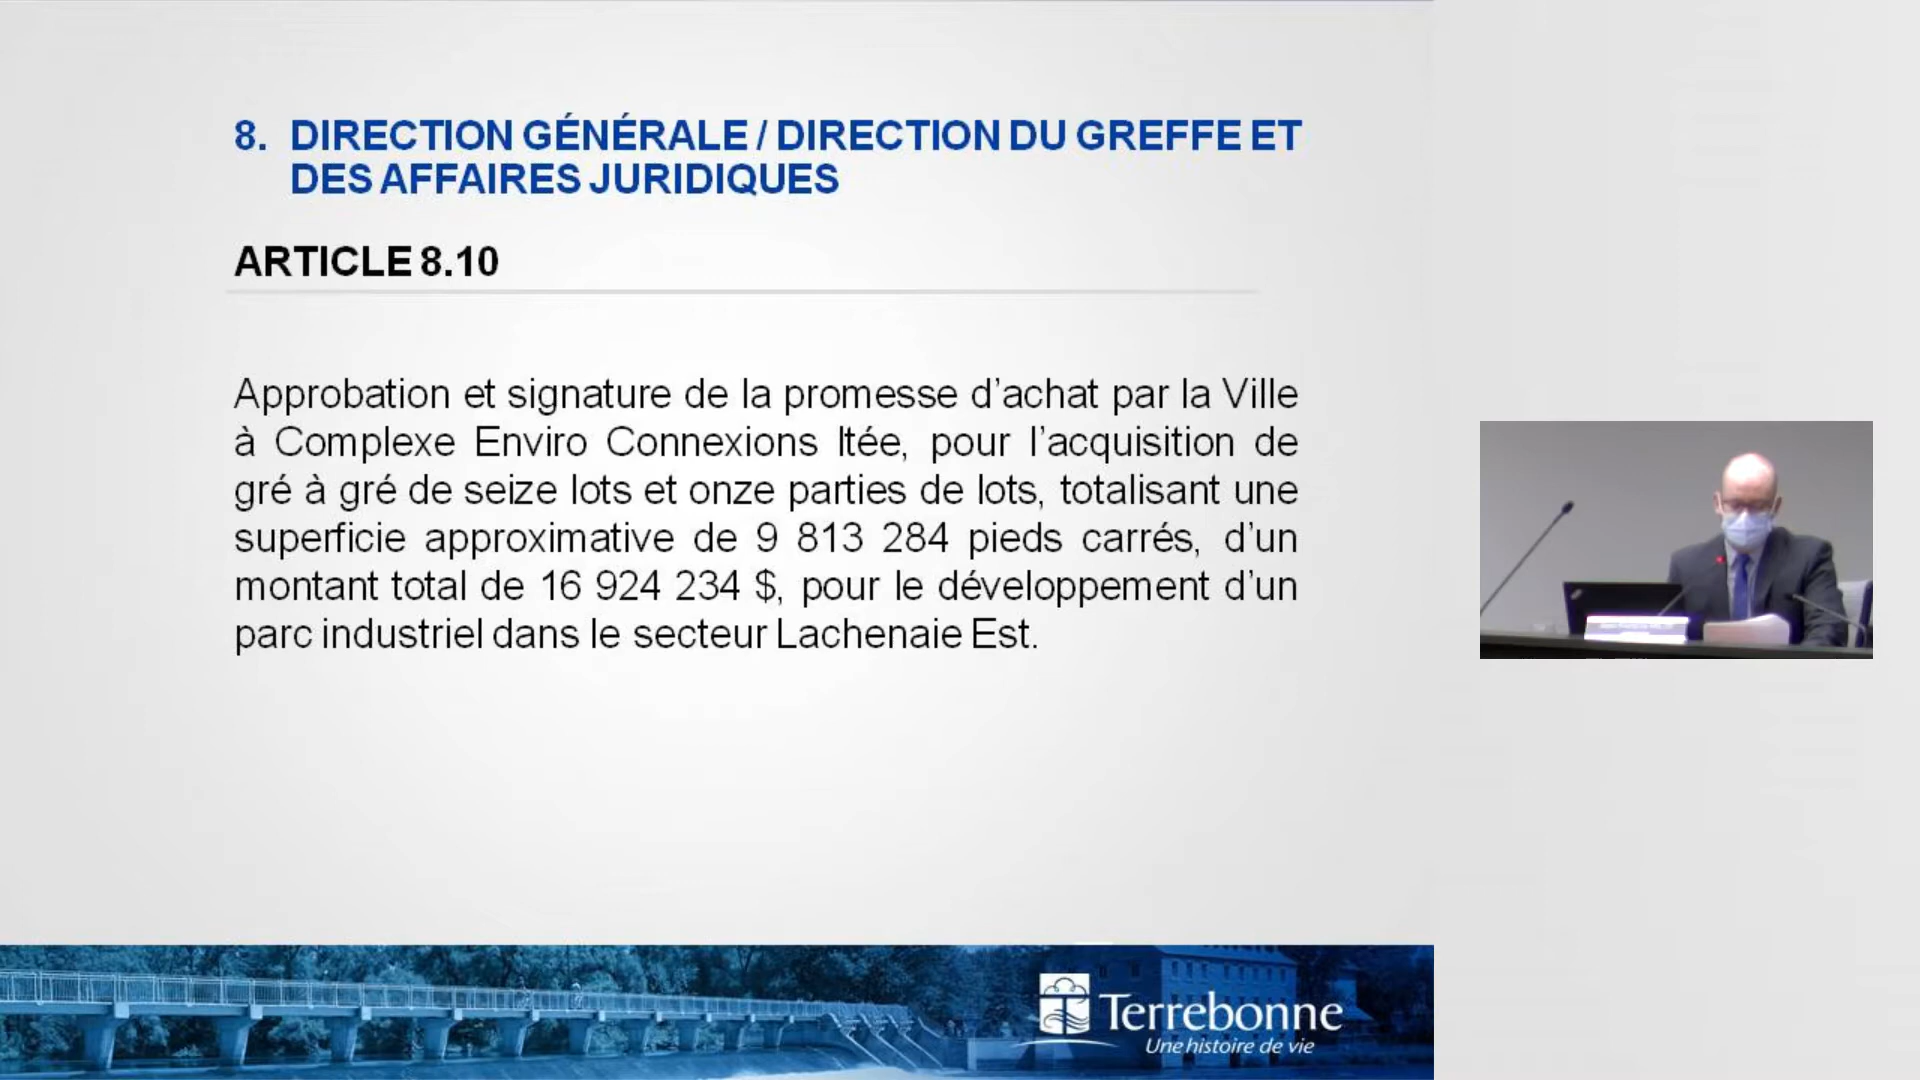 8. DIRECTION GÉNÉRALE / DIRECTION DU GREFFE ET
DES AFFAIRES JURIDIQUES
ARTICLE 8.10
Approbation et signature de la promesse d’achat par la Ville
à Complexe Enviro Connexions ltée, pour l’acquisition de
gré à gré de seize lots et onze parties de lots, totalisant une
superficie approximative de 9 813 284 pieds carrés, d’un
montant total de 16 924 234 $, pour le développement d’un
parc industriel dans le secteur Lachenaie Est.
Terrebonne
Une histoire de vie